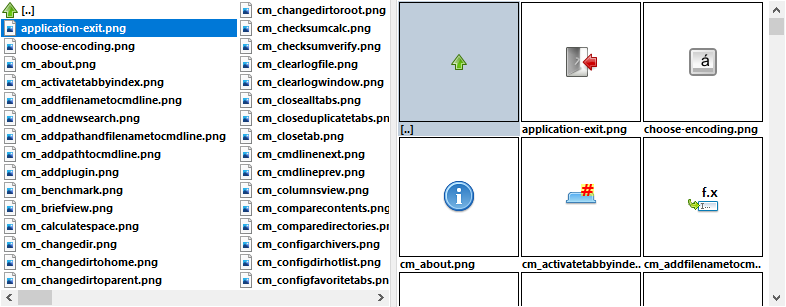 [..]
application-exit.png
choose-encoding.png
cm_about.png
cm_activatetabbyindex.png
cm_addfilenametocmdline.png
cm_addnewsearch.png
cm_addpathandfilenametocmdline.png
cm_addpathtocmdline.png
cm_addplugin.png
cm_benchmark.png
cm_briefview.png
cm_calculatespace.png
cm_changedir.png
cm_changedirtohome.png
cm_changedirtoparent.png
cm_changedirtoroot.png
cm_checksumcalc.png
cm_checksumverify.png
cm_clearlogfile.png
cm_clearlogwindow.png
cm_closealltabs.png
cm_closeduplicatetabs.png
cm_closetab.png
cm_cmdlinenext.png
cm_cmdlineprev.png
cm_columnsview.png
cm_comparecontents.png
cm_comparedirectories.pn
cm_configarchivers.png
cm_configdirhotlist.png
cm_configfavoritetabs.png
á
[..]
application-exit.png
choose-encoding.png
#
f.x
I...
cm_about.png
cm_activatetabbyinde..
cm_addfilenametocm..